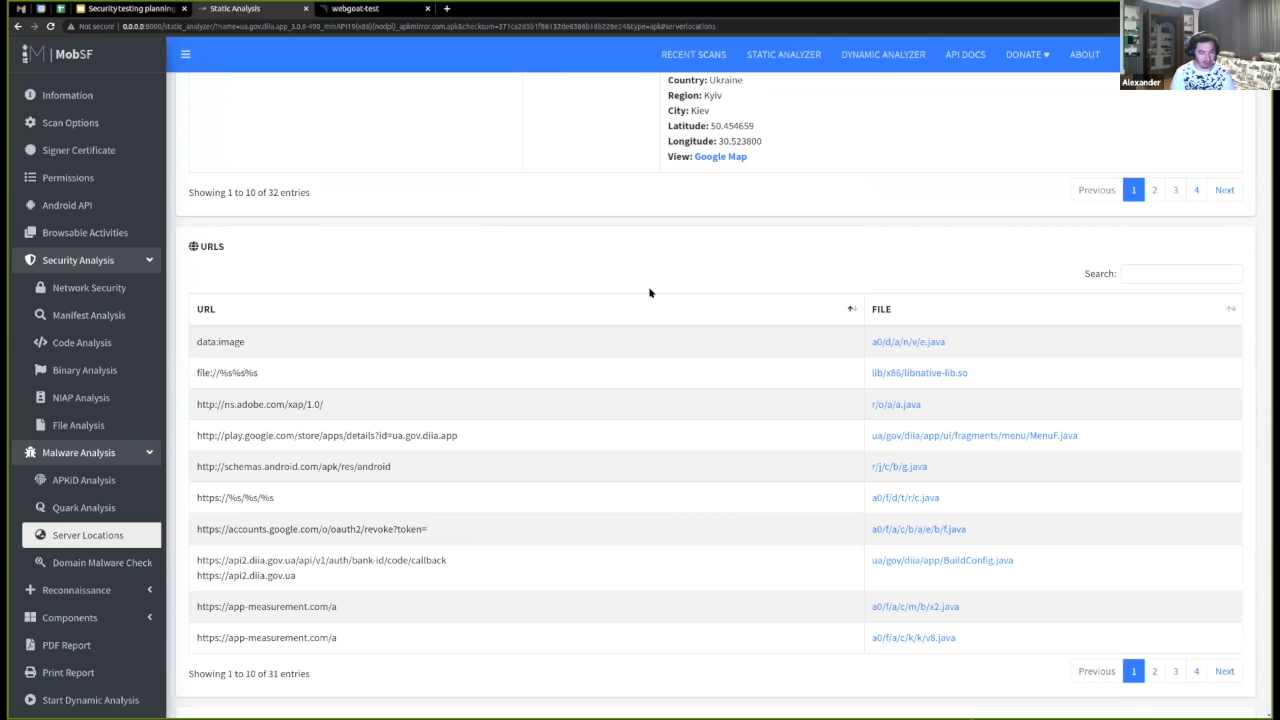 Security testing planning
Static Analysis
webgoat-test
Not secure
MobSF
RECENT SCANS
STATIC ANALYZER
DYNAMIC ANALYZER
API DOCS
DONATE ♥
ABOUT
Alexander
Information
Scan Options
Signer Certificate
Permissions
Android API
Browsable Activities
Security Analysis
Network Security
Manifest Analysis
Code Analysis
Binary Analysis
NIAP Analysis
File Analysis
Malware Analysis
APKiD Analysis
Quark Analysis
Server Locations
Domain Malware Check
Reconnaissance
Components
PDF Report
Print Report
Start Dynamic Analysis
Country: Ukraine
Region: Kyiv
City: Kiev
Latitude: 50.454659
Longitude: 30.523800
View: Google Map
Showing 1 to 10 of 32 entries
Previous 1 2 3 4 Next
URLS
Search:
URL FILE
data:image a0/d/a/n/v/e.java
file://%s%s%s lib/x86/libnative-lib.so
http://ns.adobe.com/xap/1.0/ r/o/a/a.java
http://play.google.com/store/apps/details?id=ua.gov.diia.app ua/gov/diia/app/ui/fragments/menu/MenuF.java
http://schemas.android.com/apk/res/android r/j/c/b/g.java
https://%s/%s/%s a0/f/d/t/r/c.java
https://accounts.google.com/o/oauth2/revoke?token= a0/f/a/c/b/a/e/b/f.java
https://api2.diia.gov.ua/api/v1/auth/bank-id/code/callback ua/gov/diia/app/BuildConfig.java
https://api2.diia.gov.ua
https://app-measurement.com/a a0/f/a/c/m/b/x2.java
https://app-measurement.com/a a0/f/a/c/k/k/v8.java
Showing 1 to 10 of 31 entries
Previous 1 2 3 4 Next